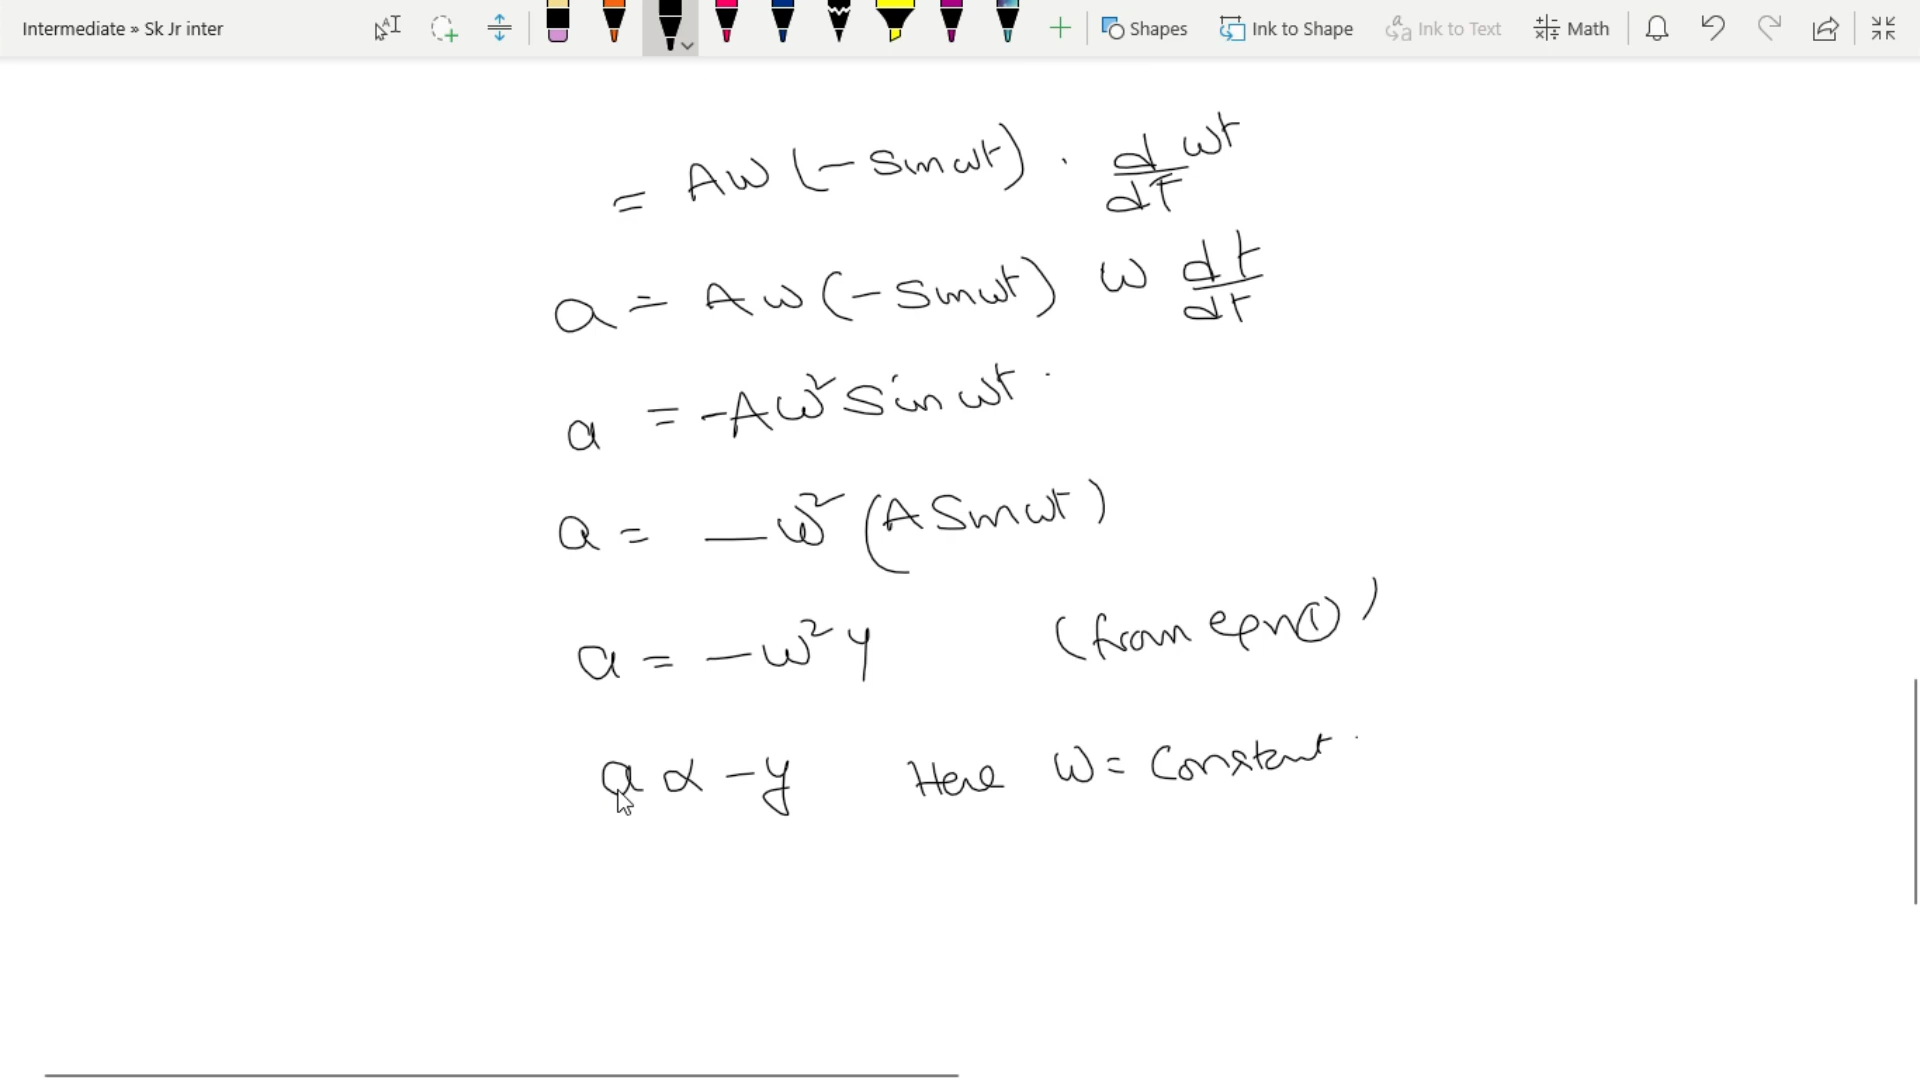 Intermediate » Sk Jr inter Shapes Ink to Shape Ink to Text Math
= Aω (- Sinωt) . d/dt ωt
a = Aω (- Sinωt) ω dt/dt
a = -Aω² Sin ωt .
a = - ω² (A Sinωt)
a = - ω² y (from eqn ①)
a ∝ - y Here ω = Constant .